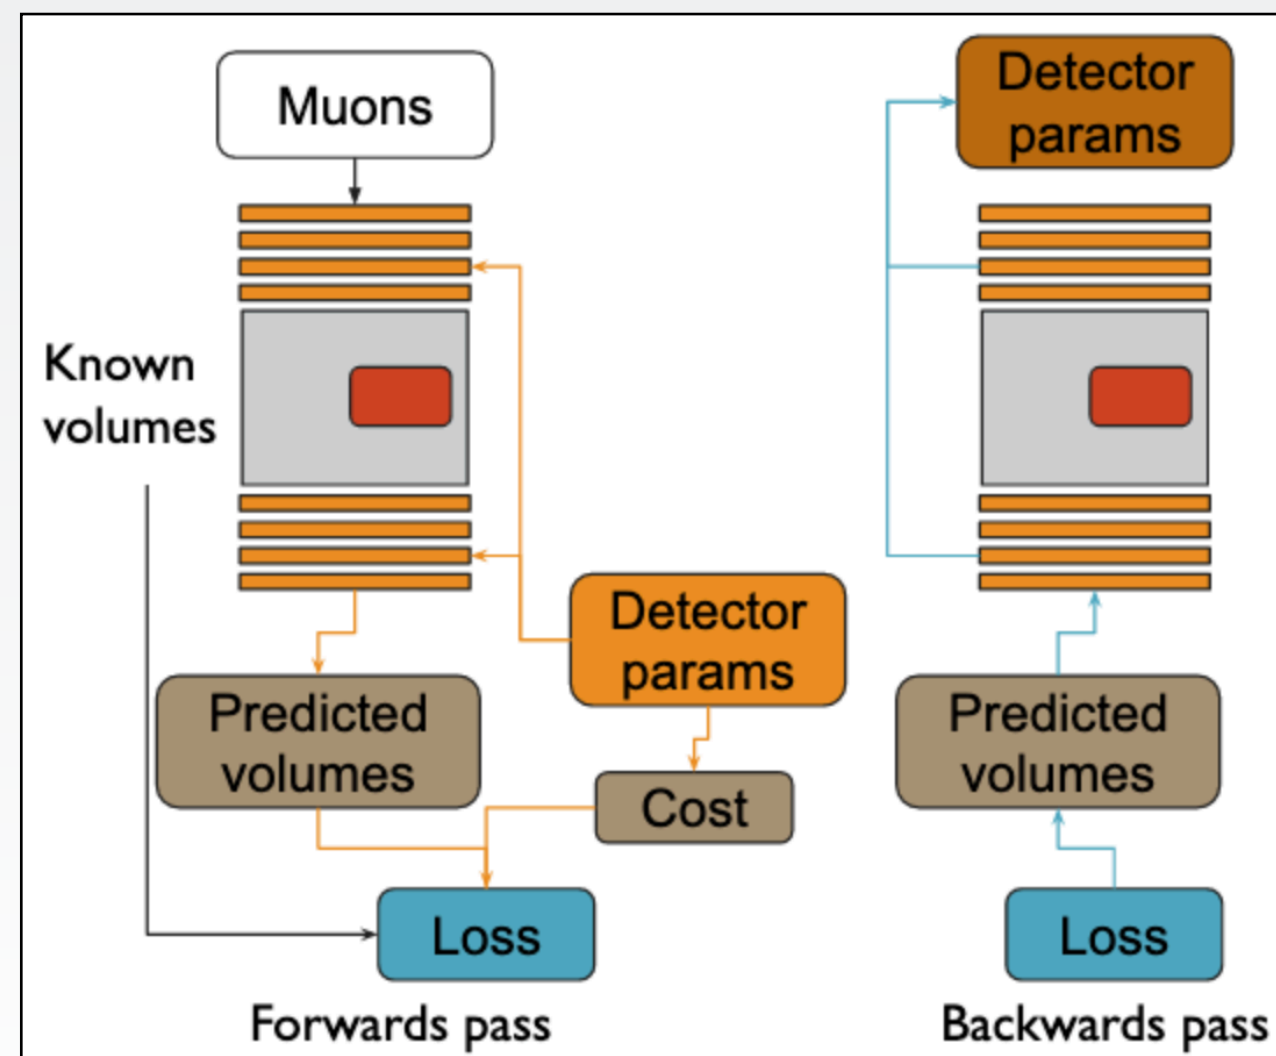 Muons
Known
volumes
Detector
params
Predicted
volumes
Cost
Loss
Forwards pass
Detector
params
Predicted
volumes
Loss
Backwards pass